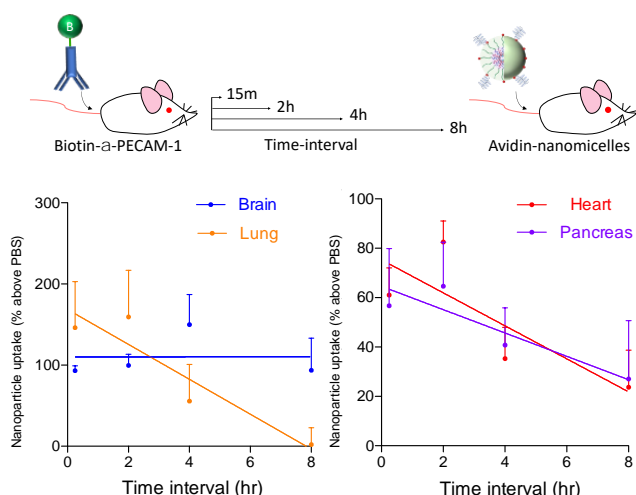 B
15m
2h
4h
8h
Biotin-a-PECAM-1
Time-interval
Avidin-nanomicelles
Nanoparticle uptake (% above PBS)
300
200
100
0
Brain
Lung
0 2 4 6 8
Time interval (hr)
Nanoparticle uptake (% above PBS)
100
80
60
40
20
0
Heart
Pancreas
0 2 4 6 8
Time interval (hr)